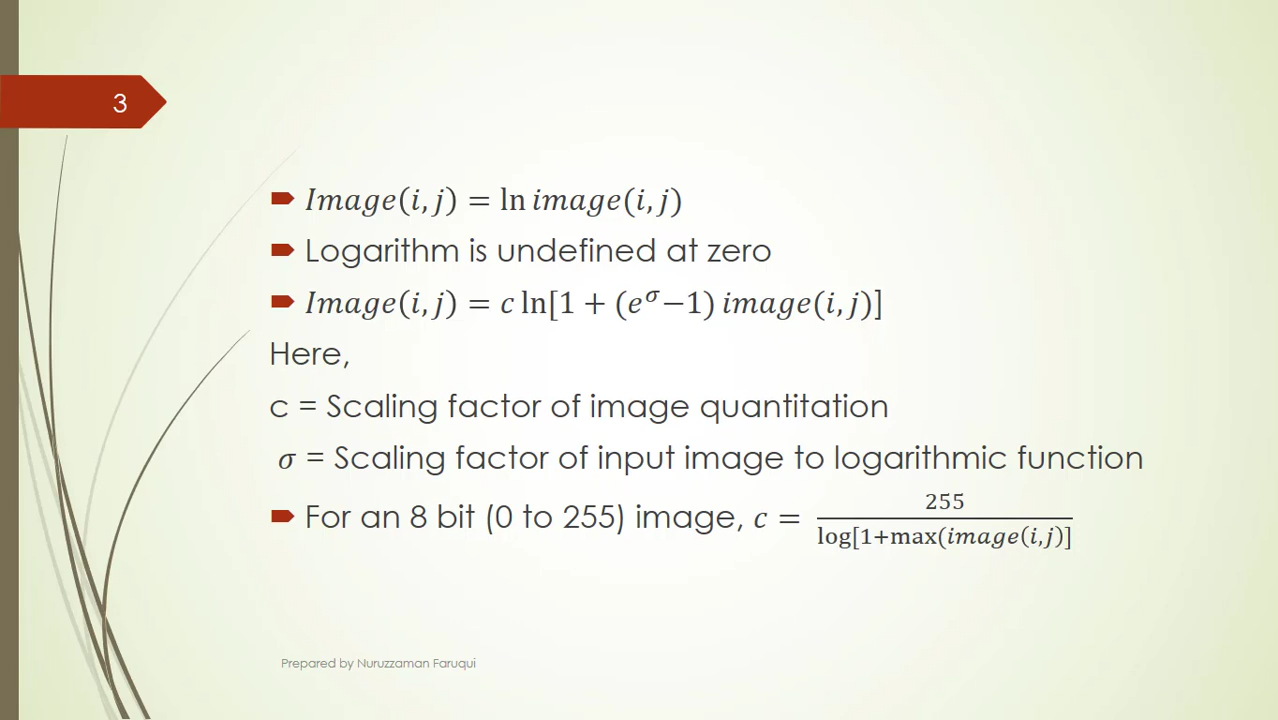 3
Image(i, j) = ln image(i, j)
Logarithm is undefined at zero
Image(i, j) = c ln[1 + (e^σ−1) image(i, j)]
Here,
c = Scaling factor of image quantitation
σ = Scaling factor of input image to logarithmic function
For an 8 bit (0 to 255) image, c = 255 / log[1+max(image(i,j)]
Prepared by Nuruzzaman Faruqui